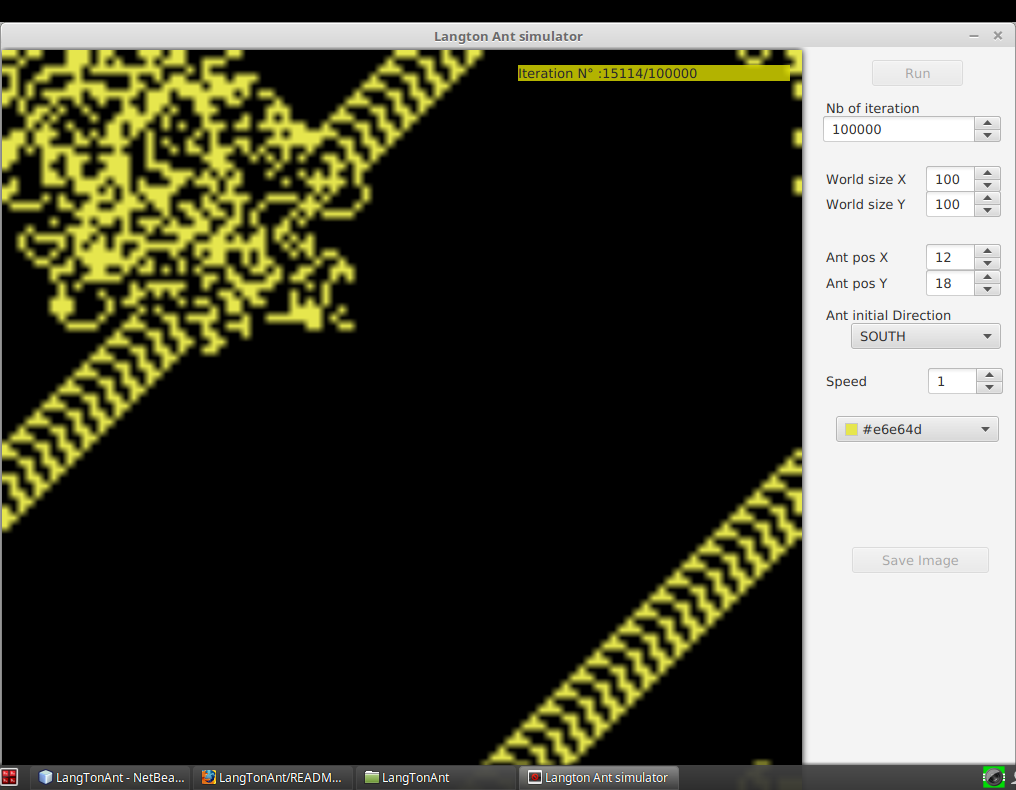 Langton Ant simulator
Iteration N° :15114/100000
Run
Nb of iteration
100000
World size X 100
World size Y 100
Ant pos X 12
Ant pos Y 18
Ant initial Direction
SOUTH
Speed 1
#e6e64d
Save Image
LangTonAnt - NetBea... LangTonAnt/READM... LangTonAnt Langton Ant simulator